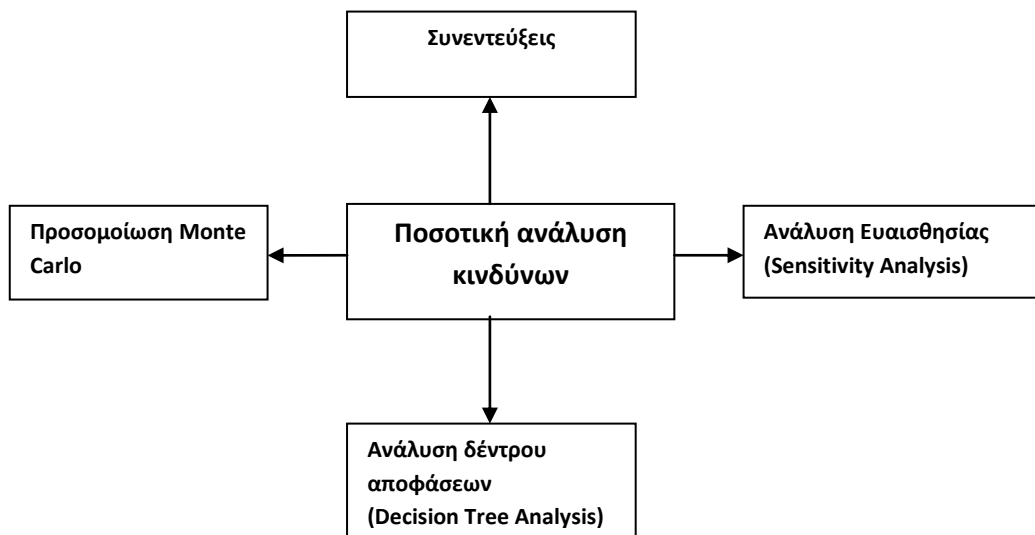 Συνεντεύξεις
Προσομοίωση Monte
Carlo
Ποσοτική ανάλυση
κινδύνων
Ανάλυση Ευαισθησίας
(Sensitivity Analysis)
Ανάλυση δέντρου
αποφάσεων
(Decision Tree Analysis)